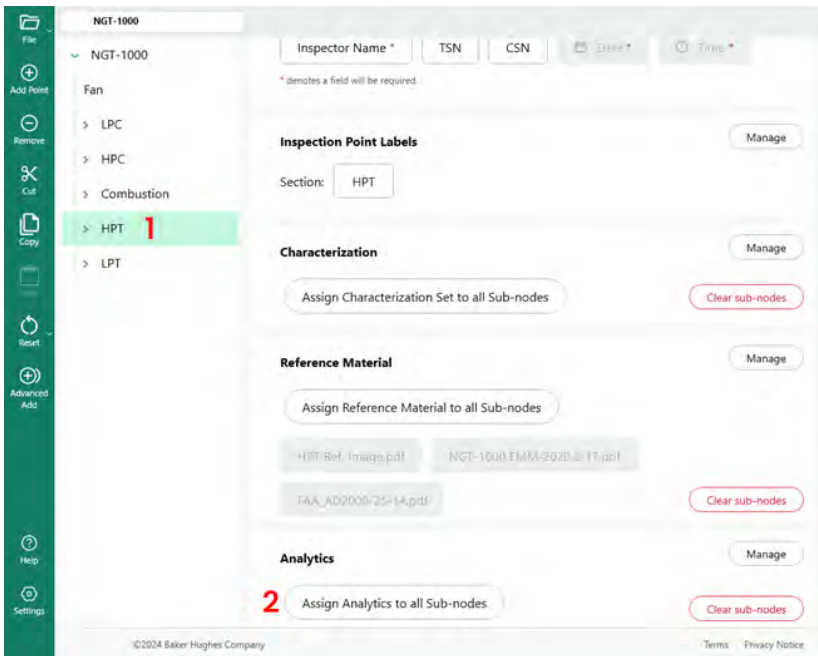 NGT-1000
File
Add Point
Remove
Cut
Copy
Reset
Advanced
Add
Help
Settings
NGT-1000
Fan
LPC
HPC
Combustion
HPT 1
LPT
Inspector Name * TSN CSN Date * Time *
* denotes a field will be required.
Inspection Point Labels Manage
Section: HPT
Characterization Manage
Assign Characterization Set to all Sub-nodes Clear sub-nodes
Reference Material Manage
Assign Reference Material to all Sub-nodes
HPT Ref. Image.pdf NGT-1000 EMM-2020-2-17.pdf
FAA_AD2000-25-14.pdf Clear sub-nodes
Analytics Manage
2 Assign Analytics to all Sub-nodes Clear sub-nodes
©2024 Baker Hughes Company Terms Privacy Notice